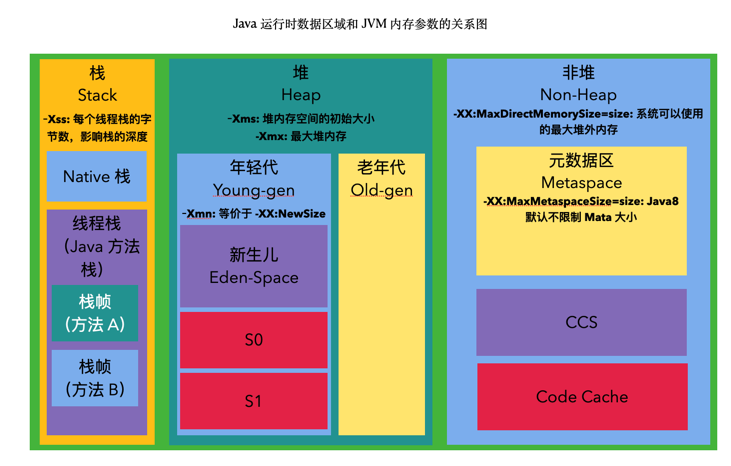 Java 运行时数据区域和 JVM 内存参数的关系图
栈
Stack
-Xss: 每个线程栈的字
节数，影响栈的深度
Native 栈
线程栈
（Java 方法
栈）
栈帧
（方法 A）
栈帧
（方法 B）
堆
Heap
-Xms: 堆内存空间的初始大小
-Xmx: 最大堆内存
年轻代
Young-gen
-Xmn: 等价于 -XX:NewSize
新生儿
Eden-Space
S0
S1
老年代
Old-gen
非堆
Non-Heap
-XX:MaxDirectMemorySize=size: 系统可以使用
的最大堆外内存
元数据区
Metaspace
-XX:MaxMetaspaceSize=size: Java8
默认不限制 Mata 大小
CCS
Code Cache